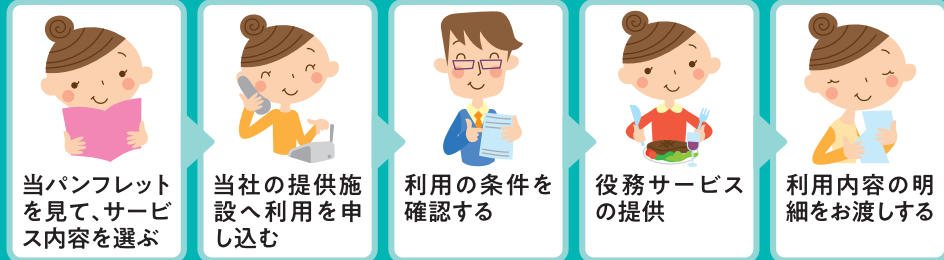 当パンフレット
を見て、サービ
ス内容を選ぶ
当社の提供施
設へ利用を申
し込む
利用の条件を
確認する
役務サービス
の提供
利用内容の明
細をお渡しする